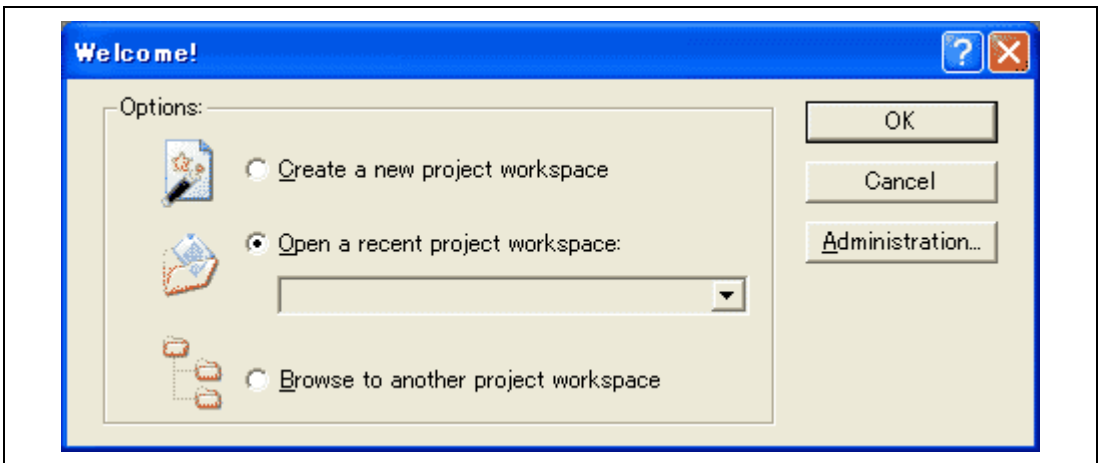 Welcome!
Options:
Create a new project workspace
Open a recent project workspace:
Browse to another project workspace
OK
Cancel
Administration...